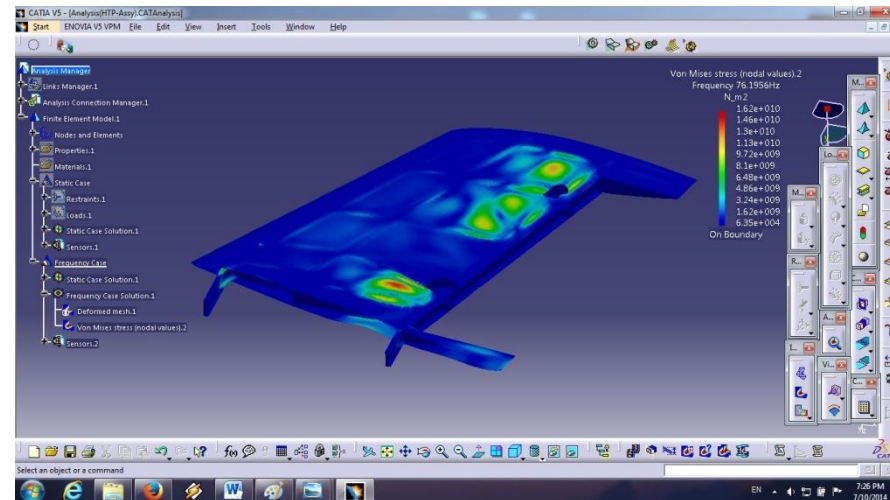 CATIA V5 - [Analysis(HTP-Assy).CATAnalysis]
Start ENOVIA V5 VPM File Edit View Insert Tools Window Help
Analysis Manager
Links Manager.1
Analysis Connection Manager.1
Finite Element Model.1
Nodes and Elements
Properties.1
Materials.1
Static Case
Restraints.1
Loads.1
Static Case Solution.1
Sensors.1
Frequency Case
Static Case Solution.1
Frequency Case Solution.1
Deformed mesh.1
Von Mises stress (nodal values).2
Sensors.2
Von Mises stress (nodal values).2
Frequency 76.1956Hz
N_m2
1.62e+010
1.46e+010
1.3e+010
1.13e+010
9.72e+009
8.1e+009
6.48e+009
4.86e+009
3.24e+009
1.62e+009
6.35e+004
On Boundary
M...
Lo...
M...
R...
C...
A...
I...
Vi...
C...
Select an object or a command
EN
7:26 PM
7/10/2014